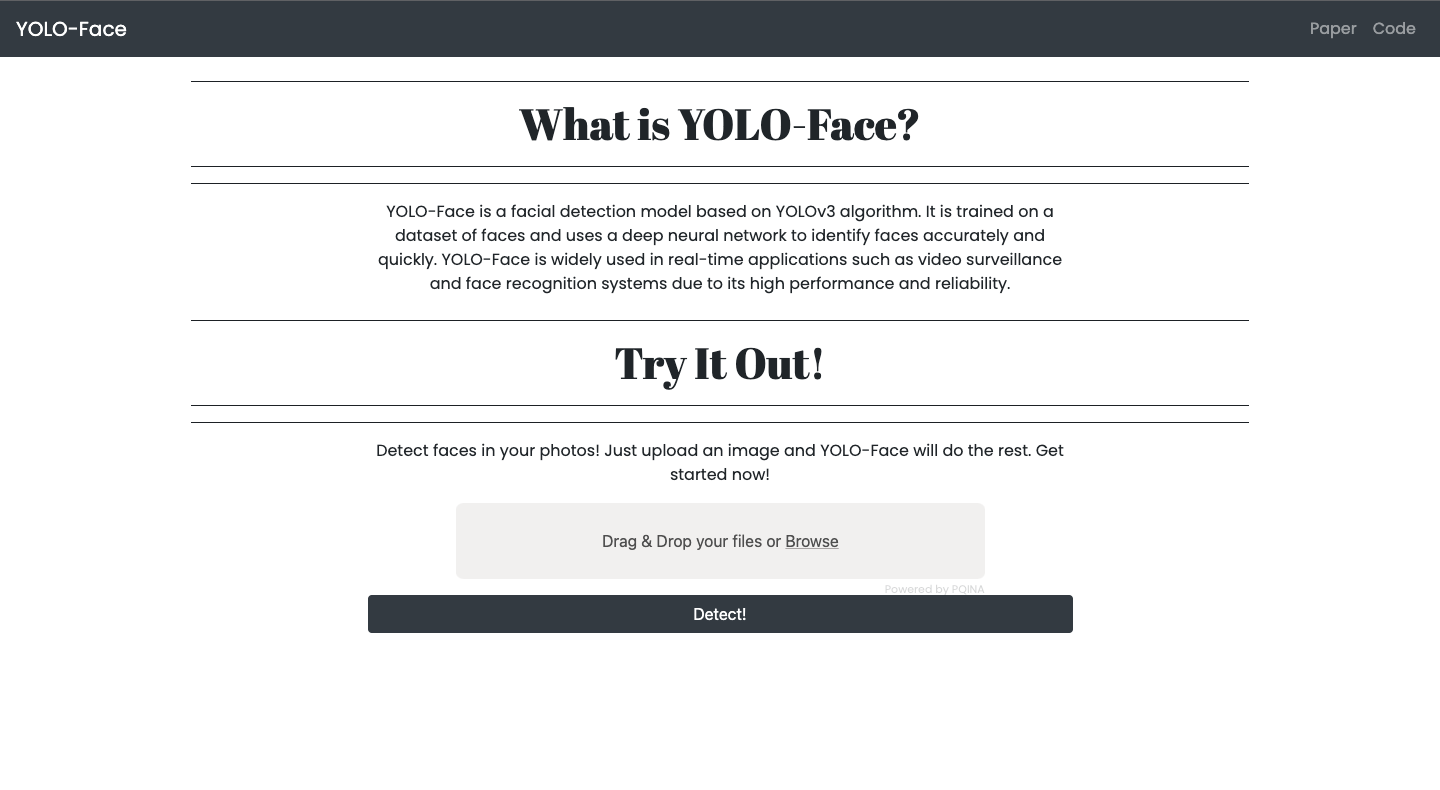 YOLO-Face
Paper Code
What is YOLO-Face?
YOLO-Face is a facial detection model based on YOLOv3 algorithm. It is trained on a
dataset of faces and uses a deep neural network to identify faces accurately and
quickly. YOLO-Face is widely used in real-time applications such as video surveillance
and face recognition systems due to its high performance and reliability.
Try It Out!
Detect faces in your photos! Just upload an image and YOLO-Face will do the rest. Get
started now!
Drag & Drop your files or Browse
Powered by PQINA
Detect!